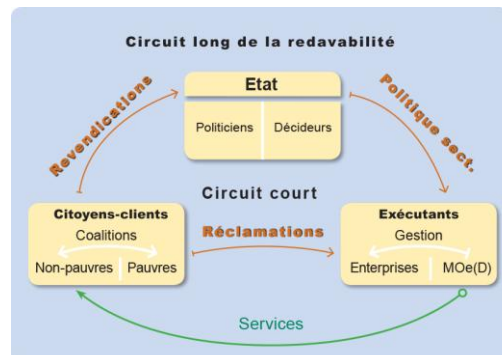 Circuit long de la redavabilité
Etat
Politiciens Décideurs
Revendications
Politique sect.
Circuit court
Citoyens-clients
Coalitions
Non-pauvres Pauvres
Réclamations
Exécutants
Gestion
Enterprises MOe(D)
Services